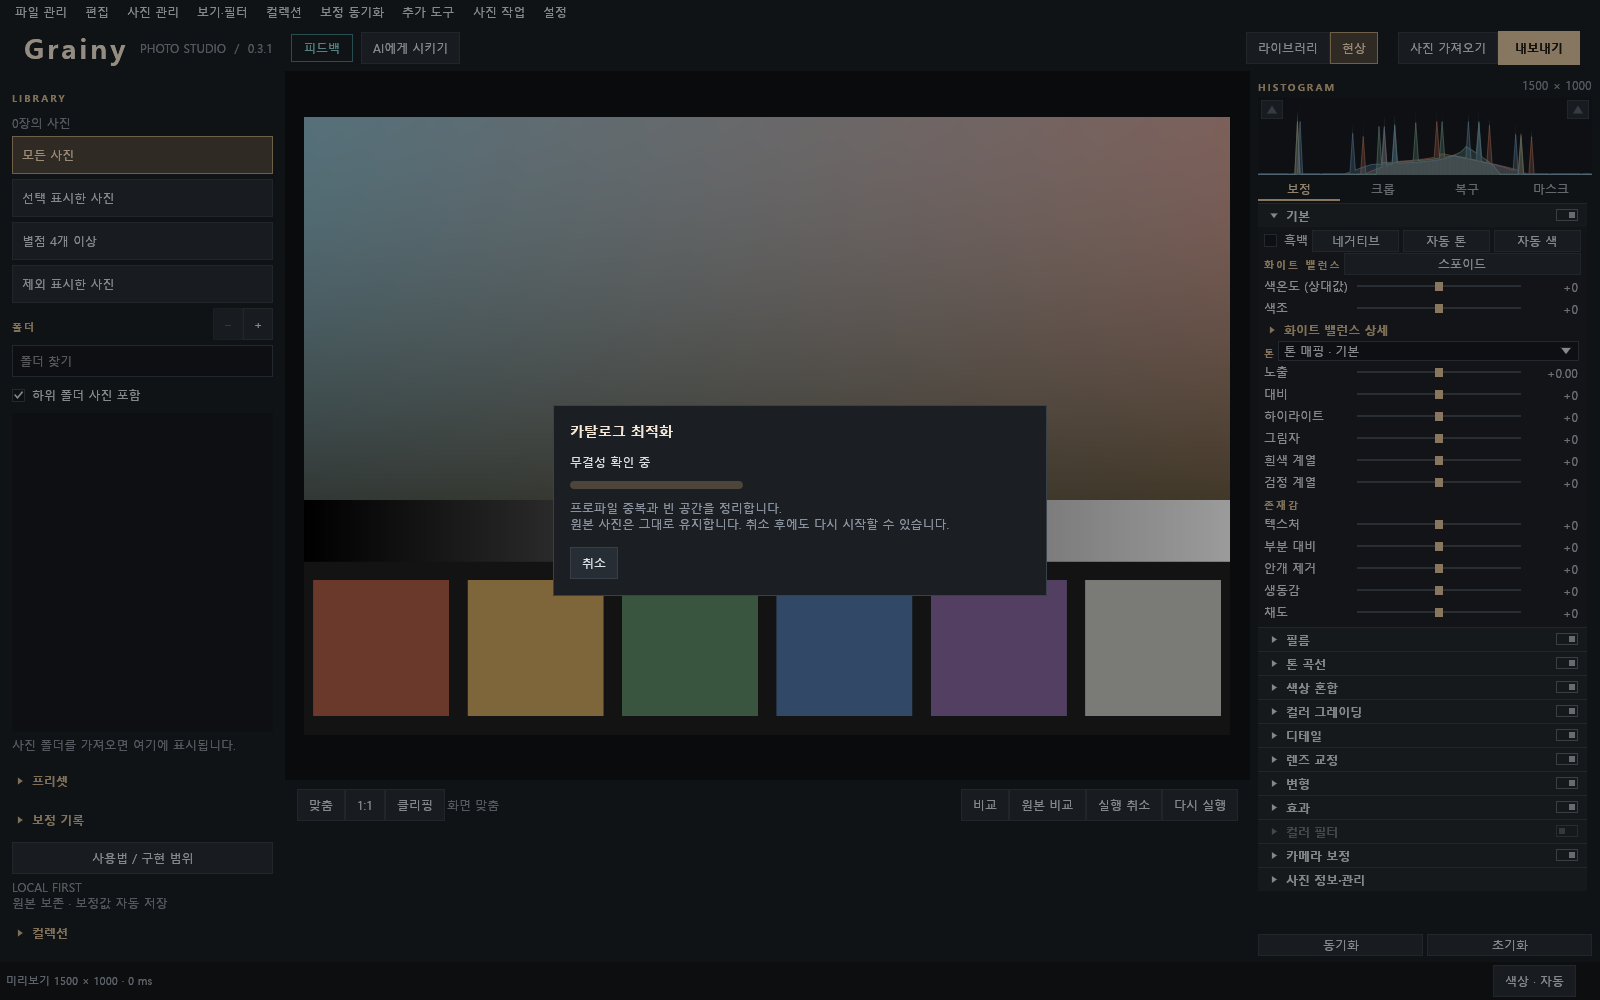 파일 관리 편집 사진 관리 보기·필터 컬렉션 보정 동기화 추가 도구 사진 작업 설정
Grainy PHOTO STUDIO / 0.3.1 피드백 AI에게 시키기 라이브러리 현상 사진 가져오기 내보내기
LIBRARY
0장의 사진
모든 사진
선택 표시한 사진
별점 4개 이상
제외 표시한 사진
폴더 − +
폴더 찾기
하위 폴더 사진 포함
사진 폴더를 가져오면 여기에 표시됩니다.
프리셋
보정 기록
사용법 / 구현 범위
LOCAL FIRST
원본 보존 · 보정값 자동 저장
컬렉션
카탈로그 최적화
무결성 확인 중
프로파일 중복과 빈 공간을 정리합니다.
원본 사진은 그대로 유지합니다. 취소 후에도 다시 시작할 수 있습니다.
취소
맞춤 1:1 클리핑 화면 맞춤 비교 원본 비교 실행 취소 다시 실행
HISTOGRAM 1500 × 1000
보정 크롭 복구 마스크
기본
흑백 네거티브 자동 톤 자동 색
화이트 밸런스 스포이드
색온도 (상대값) +0
색조 +0
화이트 밸런스 상세
톤 톤 매핑 · 기본
노출 +0.00
대비 +0
하이라이트 +0
그림자 +0
흰색 계열 +0
검정 계열 +0
존재감
텍스처 +0
부분 대비 +0
안개 제거 +0
생동감 +0
채도 +0
필름
톤 곡선
색상 혼합
컬러 그레이딩
디테일
렌즈 교정
변형
효과
컬러 필터
카메라 보정
사진 정보·관리
동기화 초기화
미리보기 1500 × 1000 · 0 ms 색상 · 자동